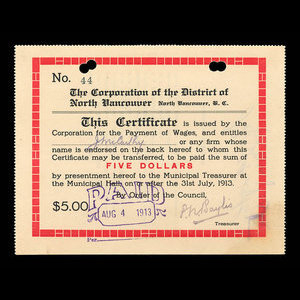 No. 44
The Corporation of the District of
North Vancouver North Vancouver, B. C.
This Certificate is issued by the
Corporation for the Payment of Wages, and entitles
or any firm whose
name is endorsed on the back hereof to whom this
Certificate may be transferred, to be paid the sum of
FIVE DOLLARS
by presentment hereof to the Municipal Treasurer at
the Municipal Hall on or after the 31st July, 1913.
By Order of the Council,
$5.00
PAID
AUG 4 1913
Treasurer
Per